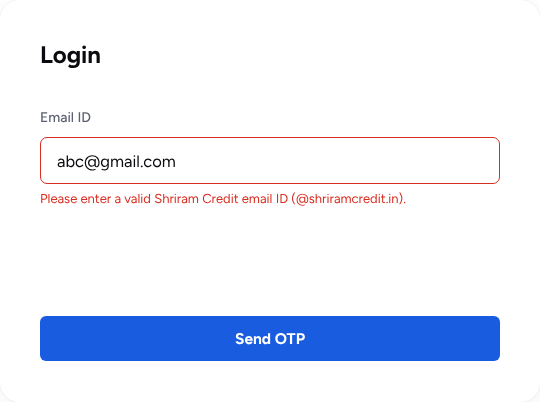 Login
Email ID
abc@gmail.com
Please enter a valid Shriram Credit email ID (@shriramcredit.in).
Send OTP